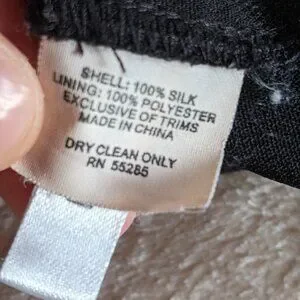 SHELL: 100% SILK
LINING: 100% POLYESTER
EXCLUSIVE OF TRIMS
MADE IN CHINA
DRY CLEAN ONLY
RN 55285